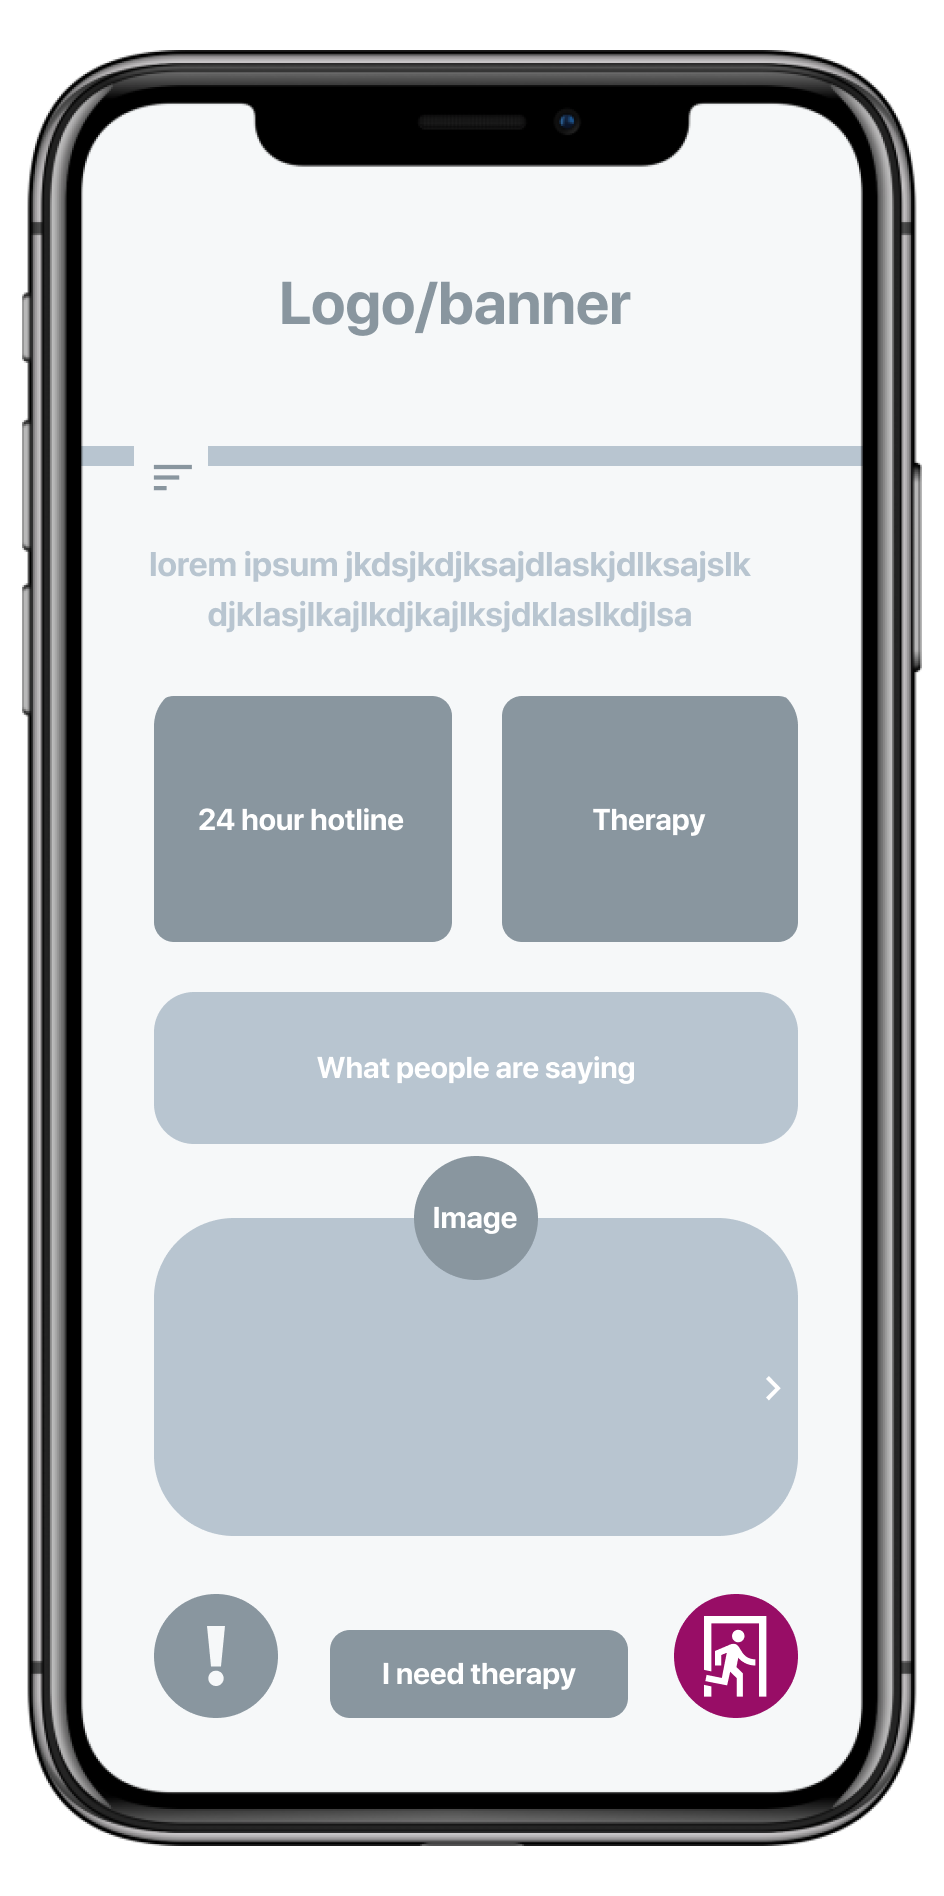 Logo/banner
lorem ipsum jkdsjkdjksajdlaskjdlksajslk
djklasjlkajlkdjkajlksjdklaslkdjlsa
24 hour hotline
Therapy
What people are saying
Image
!
I need therapy